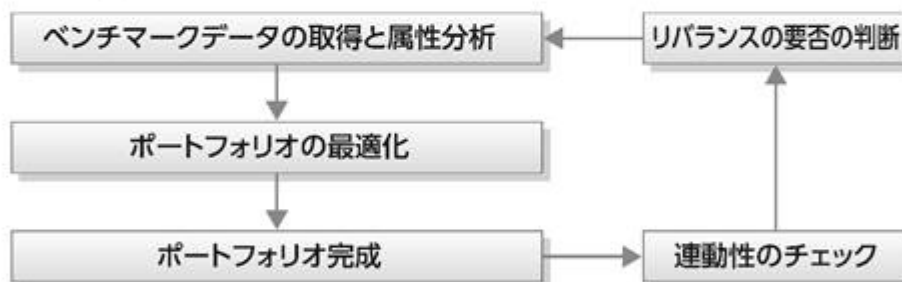 ベンチマークデータの取得と属性分析
リバランスの要否の判断
ポートフォリオの最適化
ポートフォリオ完成
連動性のチェック